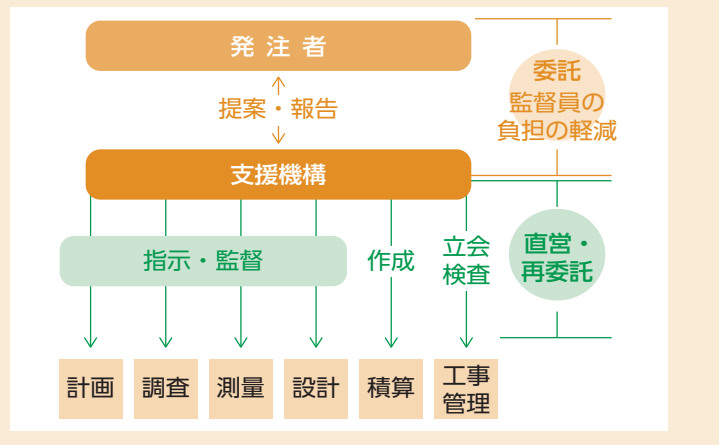 発注者
提案・報告
委託
監督員の
負担の軽減
支援機構
指示・監督
作成
立会
検査
直営・
再委託
計画
調査
測量
設計
積算
工事
管理